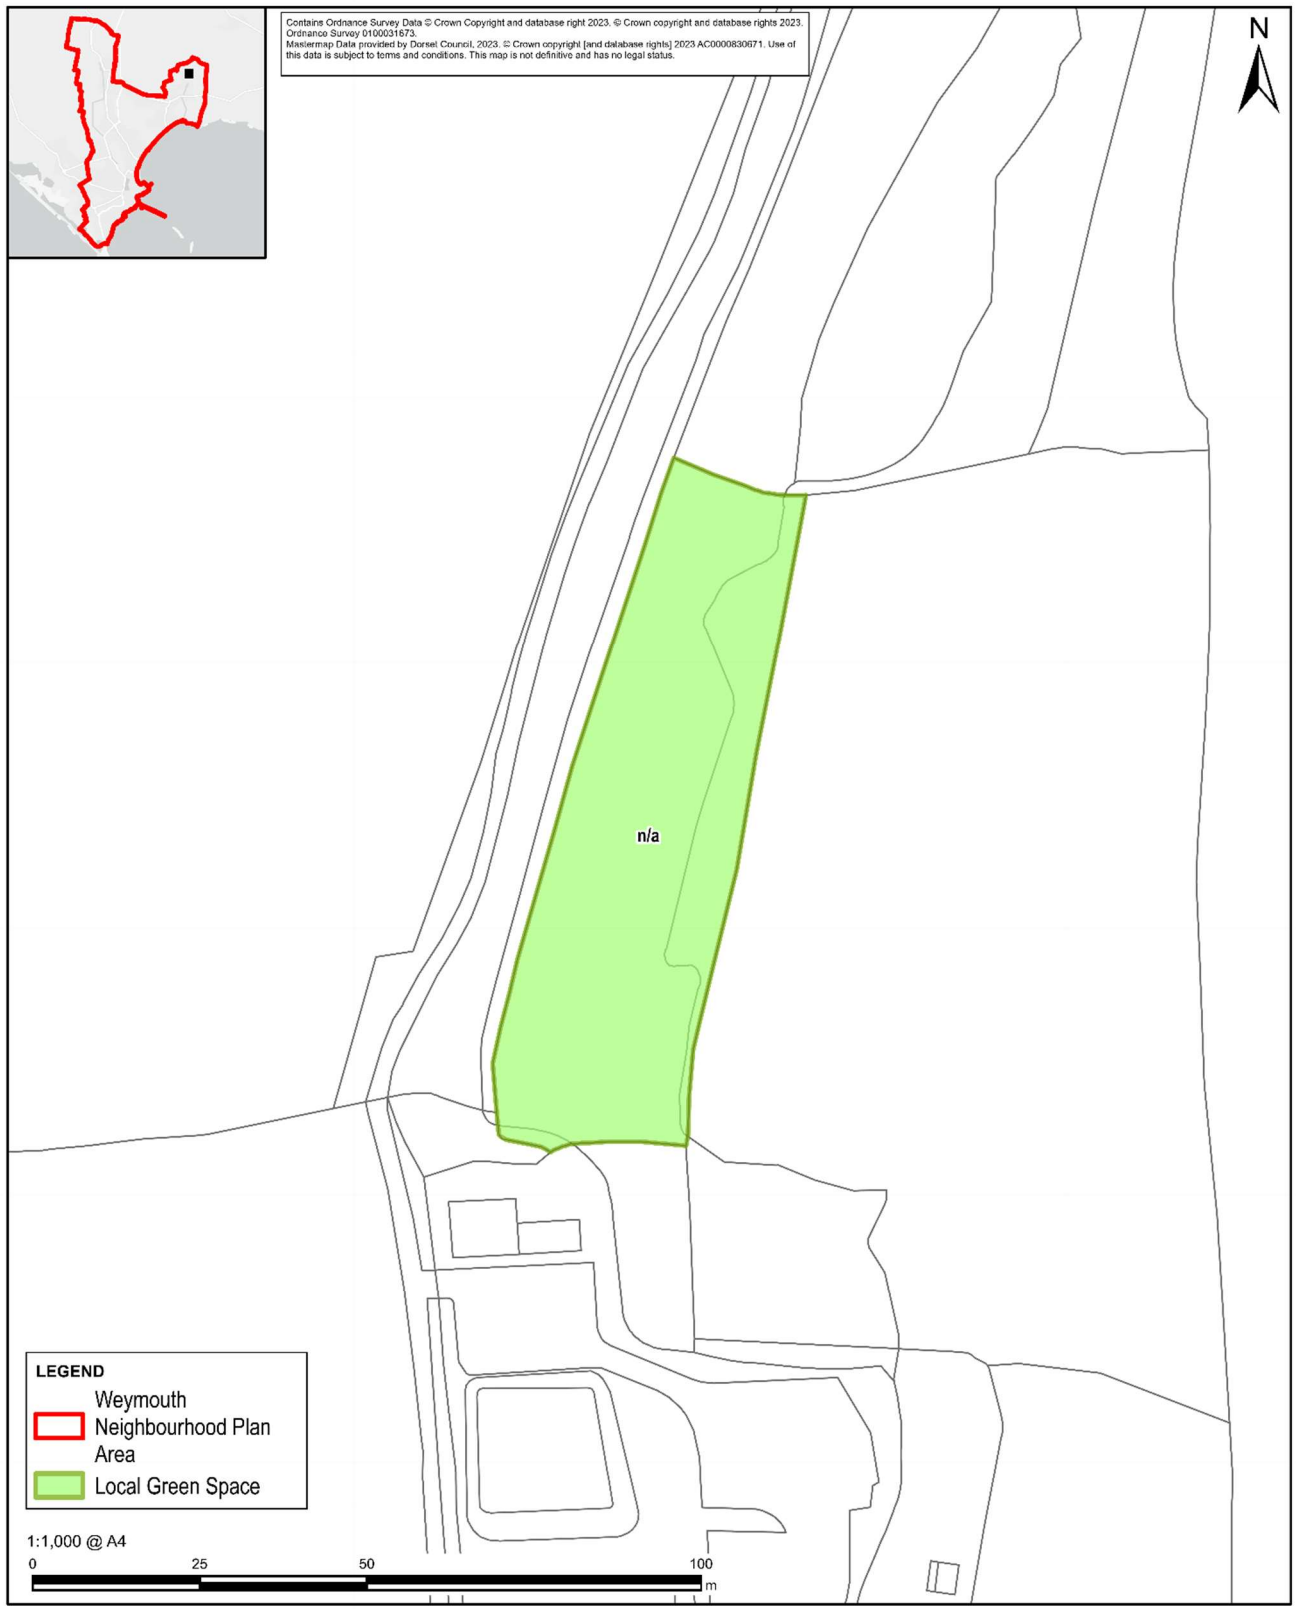 Contains Ordnance Survey Data © Crown Copyright and database right 2023. © Crown copyright and database rights 2023.
Ordnance Survey 0100031673.
Mastermap Data provided by Dorset Council, 2023. © Crown copyright [and database rights] 2023 AC0000830671. Use of
this data is subject to terms and conditions. This map is not definitive and has no legal status.
N
n/a
LEGEND
Weymouth
Neighbourhood Plan
Area
Local Green Space
1:1,000 @ A4
0 25 50 100
m